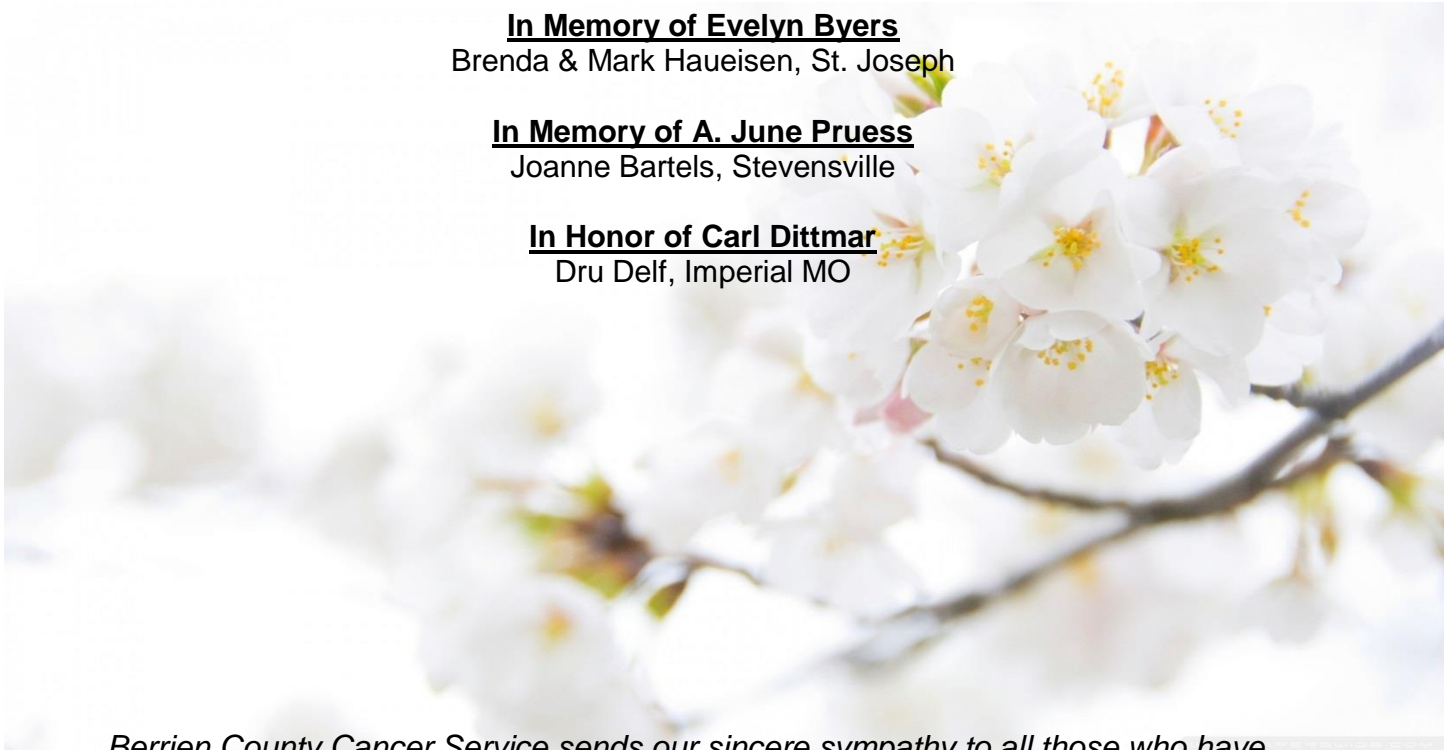 In Memory of Evelyn Byers
Brenda & Mark Haueisen, St. Joseph
In Memory of A. June Pruess
Joanne Bartels, Stevensville
In Honor of Carl Dittmar
Dru Delf, Imperial MO
Berrien County Cancer Service sends our sincere sympathy to all those who have